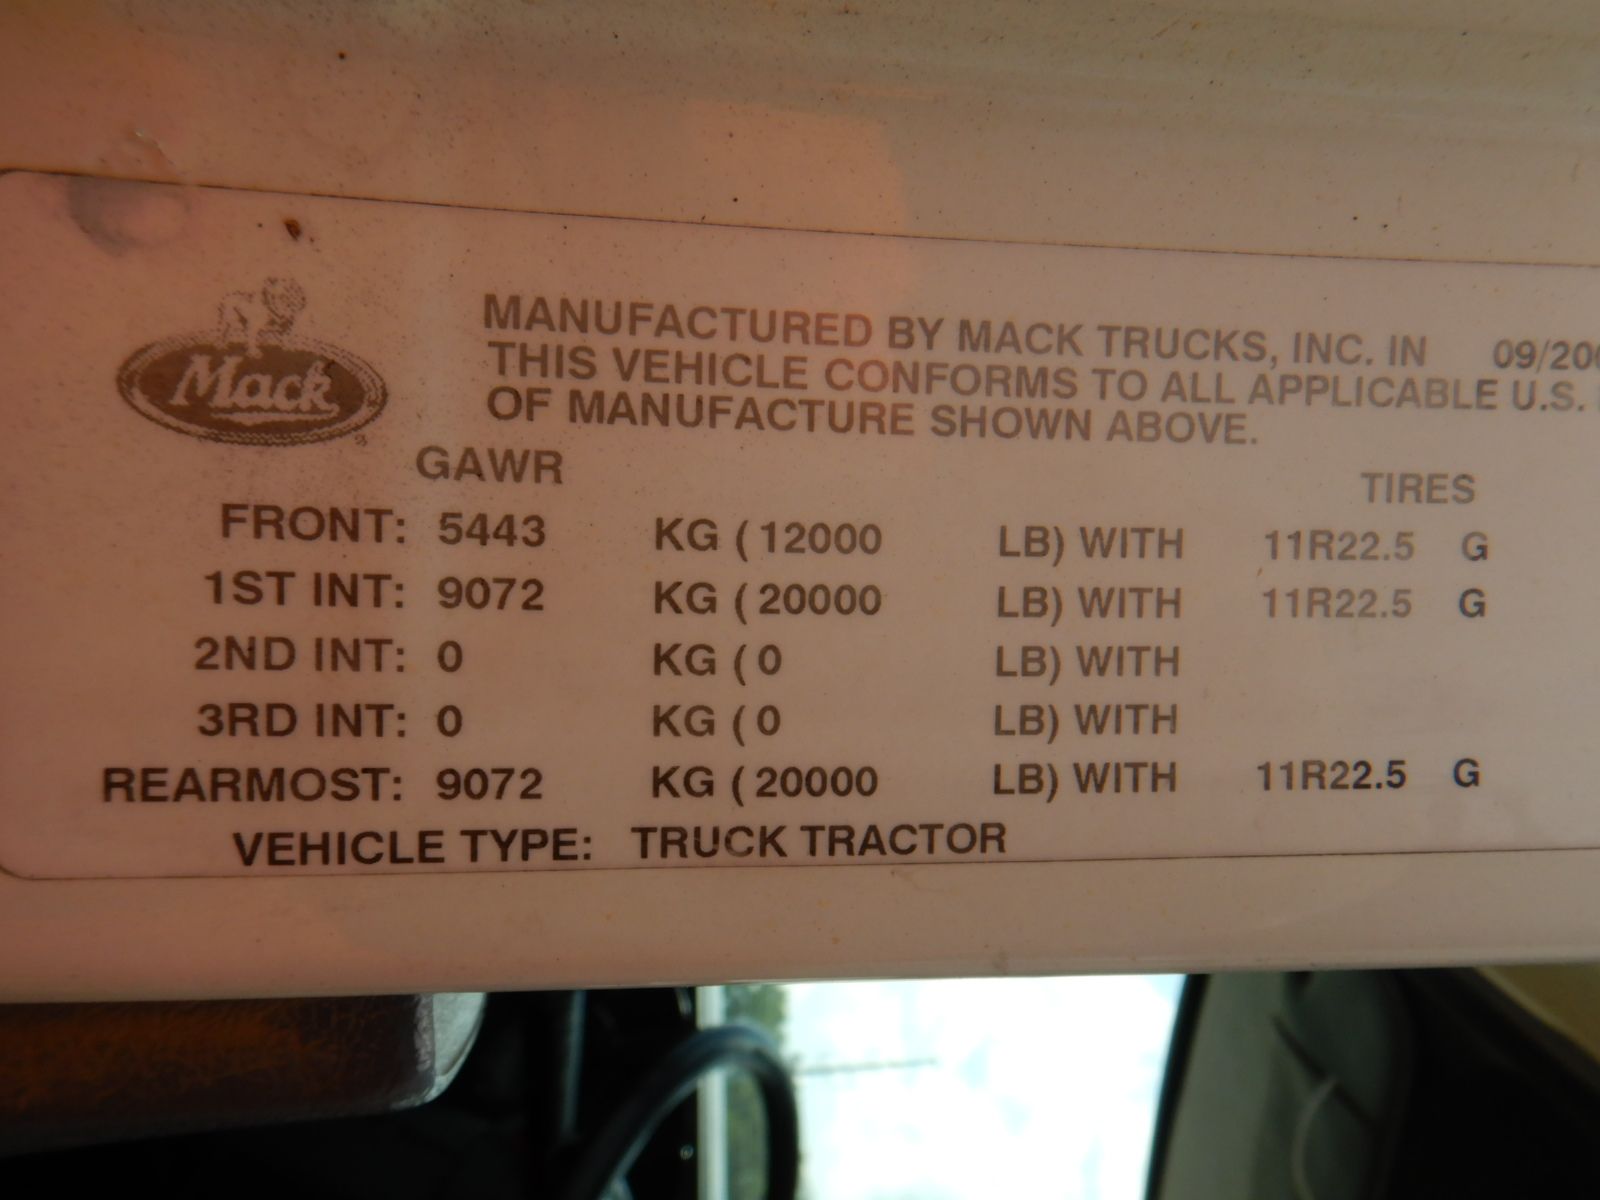 Mack
MANUFACTURED BY MACK TRUCKS, INC. IN 09/200
THIS VEHICLE CONFORMS TO ALL APPLICABLE U.S.
OF MANUFACTURE SHOWN ABOVE.
GAWR TIRES
FRONT: 5443 KG ( 12000 LB) WITH 11R22.5 G
1ST INT: 9072 KG ( 20000 LB) WITH 11R22.5 G
2ND INT: 0 KG ( 0 LB) WITH
3RD INT: 0 KG ( 0 LB) WITH
REARMOST: 9072 KG ( 20000 LB) WITH 11R22.5 G
VEHICLE TYPE: TRUCK TRACTOR